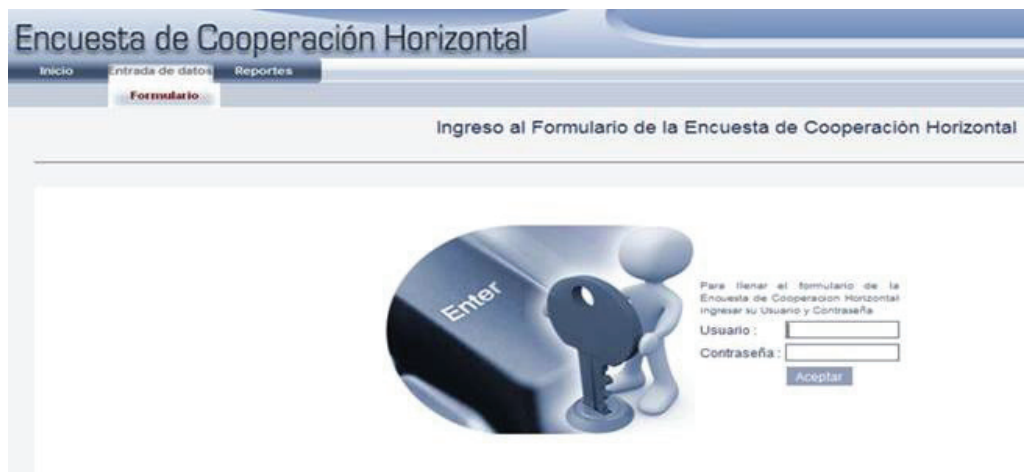 Encuesta de Cooperación Horizontal
Inicio Entrada de datos Reportes
Formulario
Ingreso al Formulario de la Encuesta de Cooperación Horizontal
Enter
Para llenar el formulario de la
Encuesta de Cooperacion Horizontal
ingresar su Usuario y Contraseña
Usuario :
Contraseña :
Aceptar